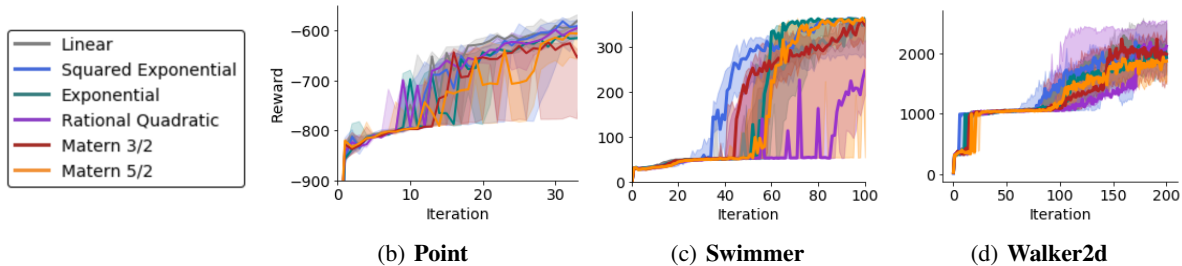 Linear
Squared Exponential
Exponential
Rational Quadratic
Matern 3/2
Matern 5/2
Reward
−600
−700
−800
−900
0
10
20
30
Iteration
(b) Point
300
200
100
0
0
20
40
60
80
100
Iteration
(c) Swimmer
2000
1000
0
0
50
100
150
200
Iteration
(d) Walker2d